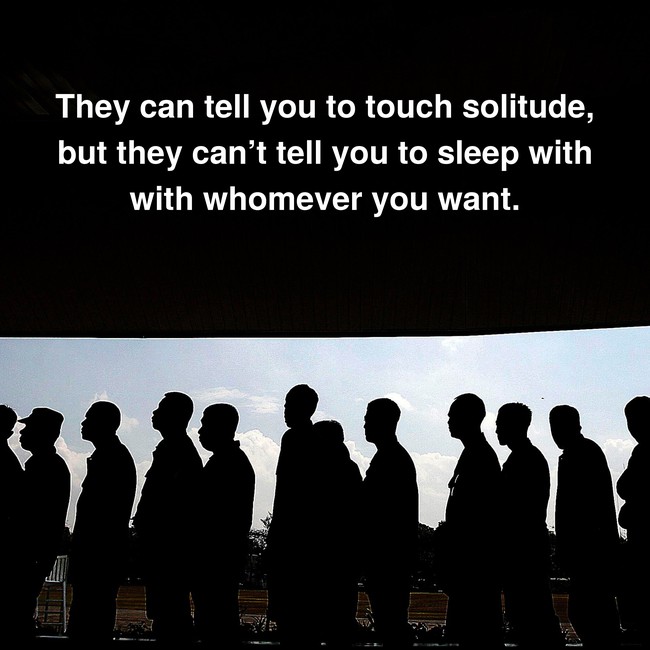 They can tell you to touch solitude,
but they can’t tell you to sleep with
with whomever you want.